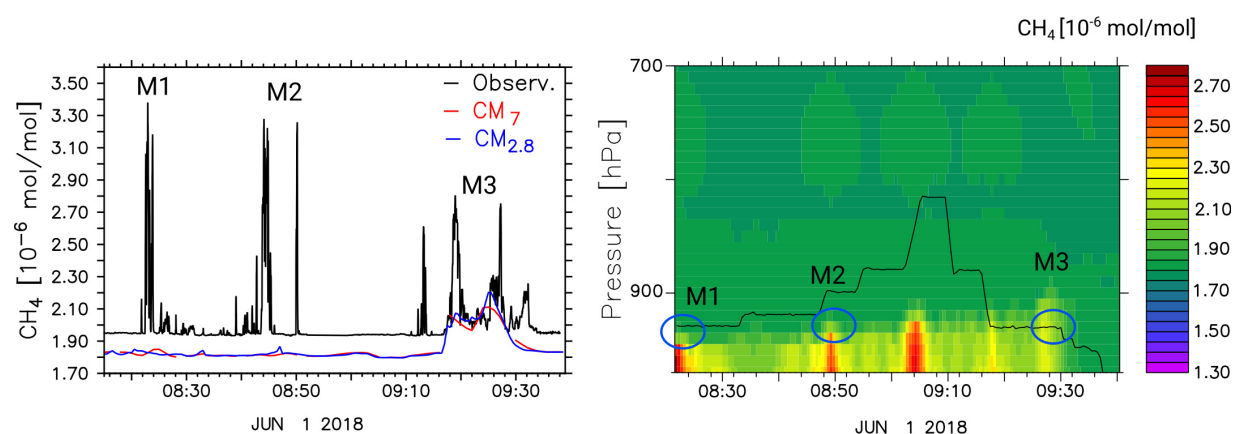 CH₄ [10⁻⁶ mol/mol]
M1
M2
M3
Observ.
CM₇
CM₂.₈
3.50
3.30
3.10
2.90
2.70
2.50
2.30
2.10
1.90
1.70
08:30 08:50 09:10 09:30
JUN 1 2018
CH₄ [10⁻⁶ mol/mol]
Pressure [hPa]
700
900
M1
M2
M3
08:30 08:50 09:10 09:30
JUN 1 2018
2.70
2.50
2.30
2.10
1.90
1.70
1.50
1.30